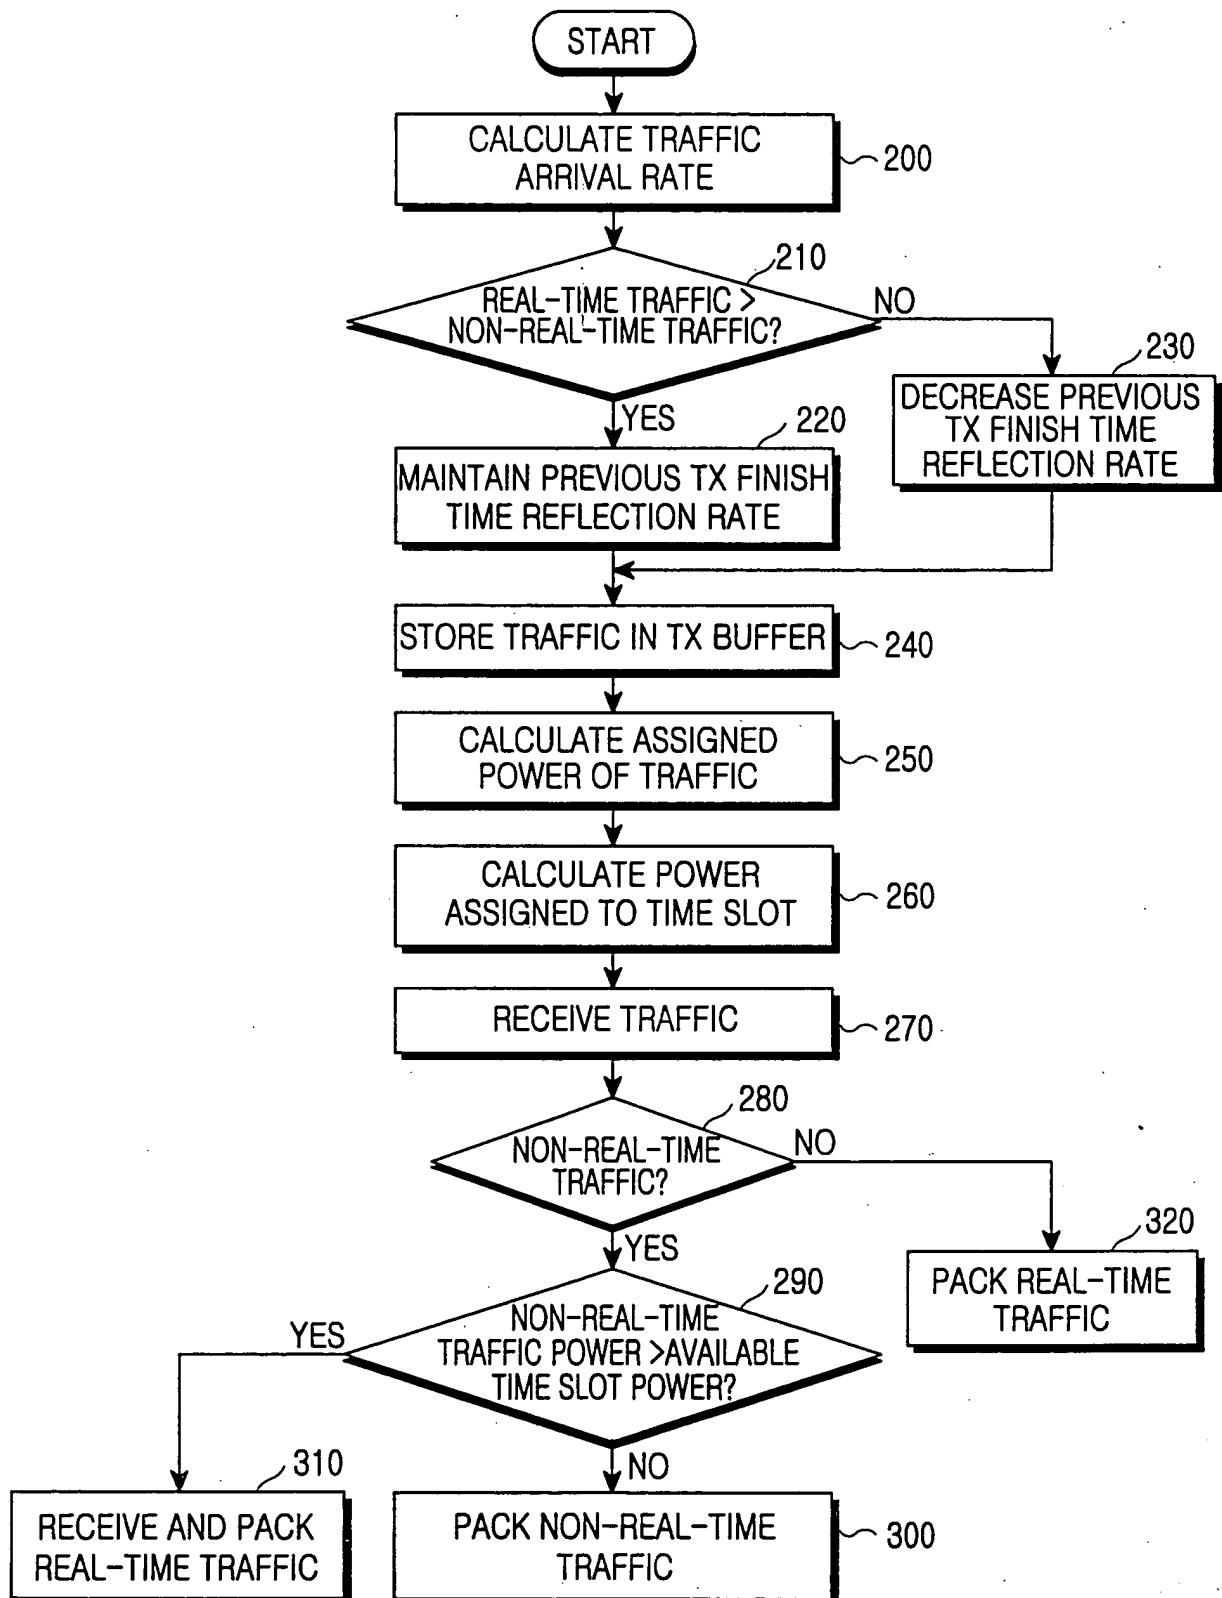 START
CALCULATE TRAFFIC
ARRIVAL RATE
200
210
REAL-TIME TRAFFIC >
NON-REAL-TIME TRAFFIC?
NO
YES
230
DECREASE PREVIOUS
TX FINISH TIME
REFLECTION RATE
220
MAINTAIN PREVIOUS TX FINISH
TIME REFLECTION RATE
STORE TRAFFIC IN TX BUFFER
240
CALCULATE ASSIGNED
POWER OF TRAFFIC
250
CALCULATE POWER
ASSIGNED TO TIME SLOT
260
RECEIVE TRAFFIC
270
280
NON-REAL-TIME
TRAFFIC?
NO
YES
320
PACK REAL-TIME
TRAFFIC
290
NON-REAL-TIME
TRAFFIC POWER >AVAILABLE
TIME SLOT POWER?
YES
NO
310
RECEIVE AND PACK
REAL-TIME TRAFFIC
PACK NON-REAL-TIME
TRAFFIC
300